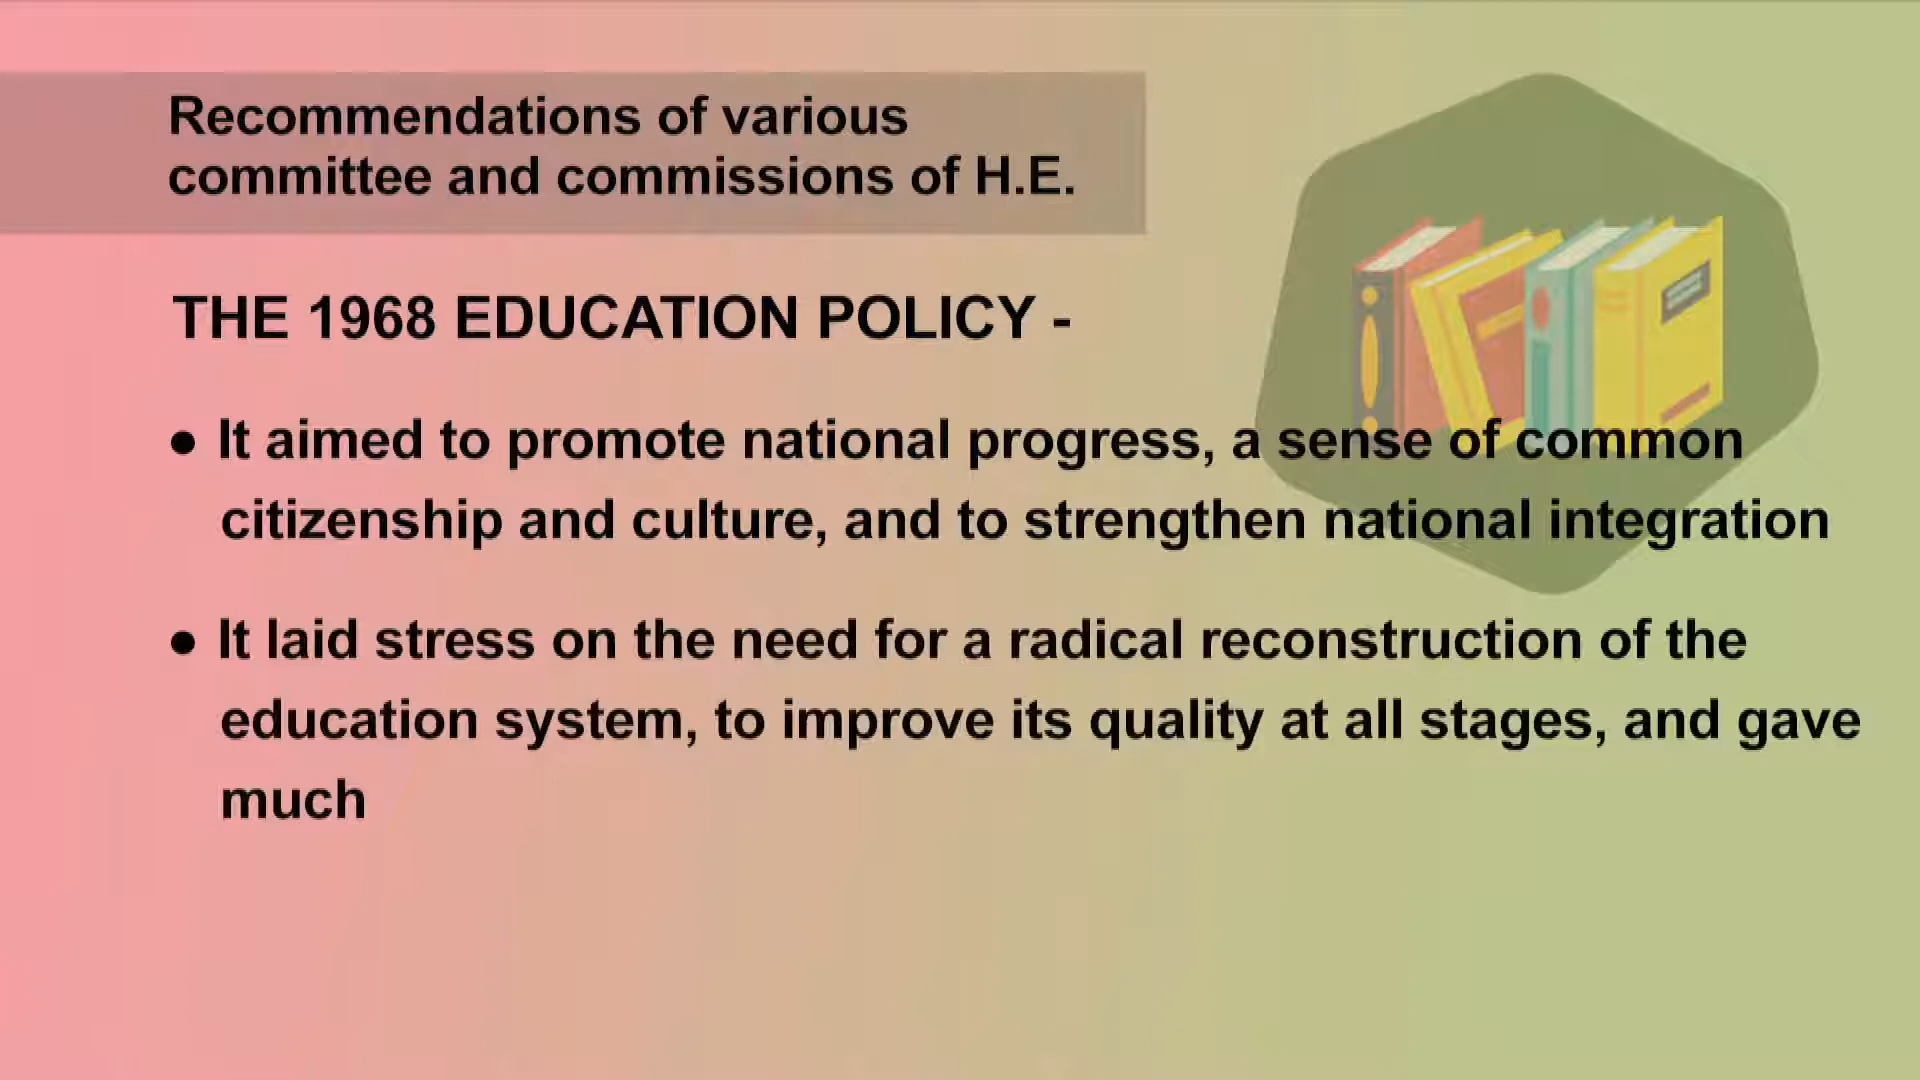 Recommendations of various
committee and commissions of H.E.
THE 1968 EDUCATION POLICY -
● It aimed to promote national progress, a sense of common
citizenship and culture, and to strengthen national integration
● It laid stress on the need for a radical reconstruction of the
education system, to improve its quality at all stages, and gave
much